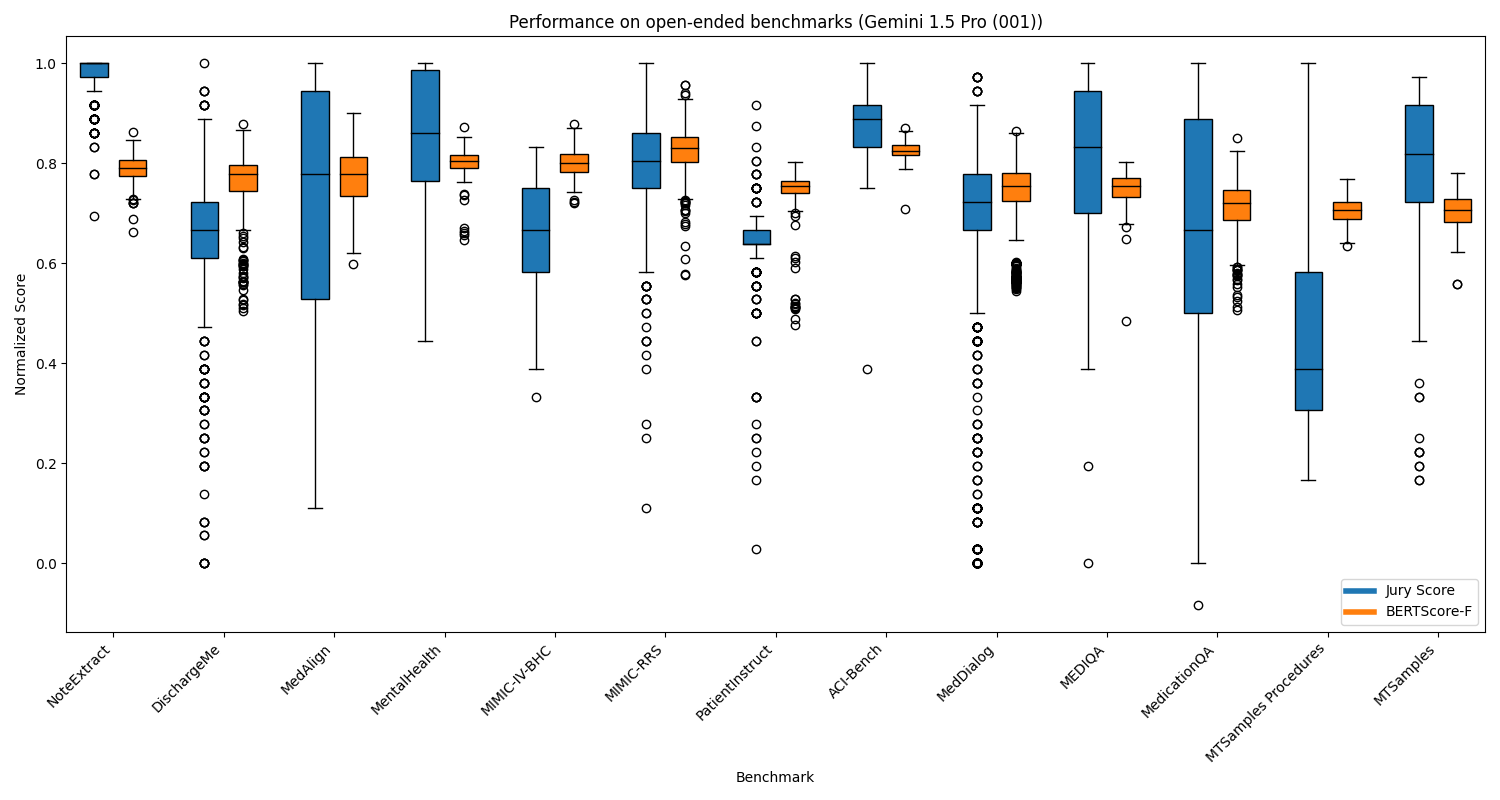 Performance on open-ended benchmarks (Gemini 1.5 Pro (001))
Normalized Score
1.0
0.8
0.6
0.4
0.2
0.0
Jury Score
BERTScore-F
NoteExtract
DischargeMe
MedAlign
MentalHealth
MIMIC-IV-BHC
MIMIC-RRS
PatientInstruct
ACI-Bench
MedDialog
MEDIQA
MedicationQA
MTSamples Procedures
MTSamples
Benchmark